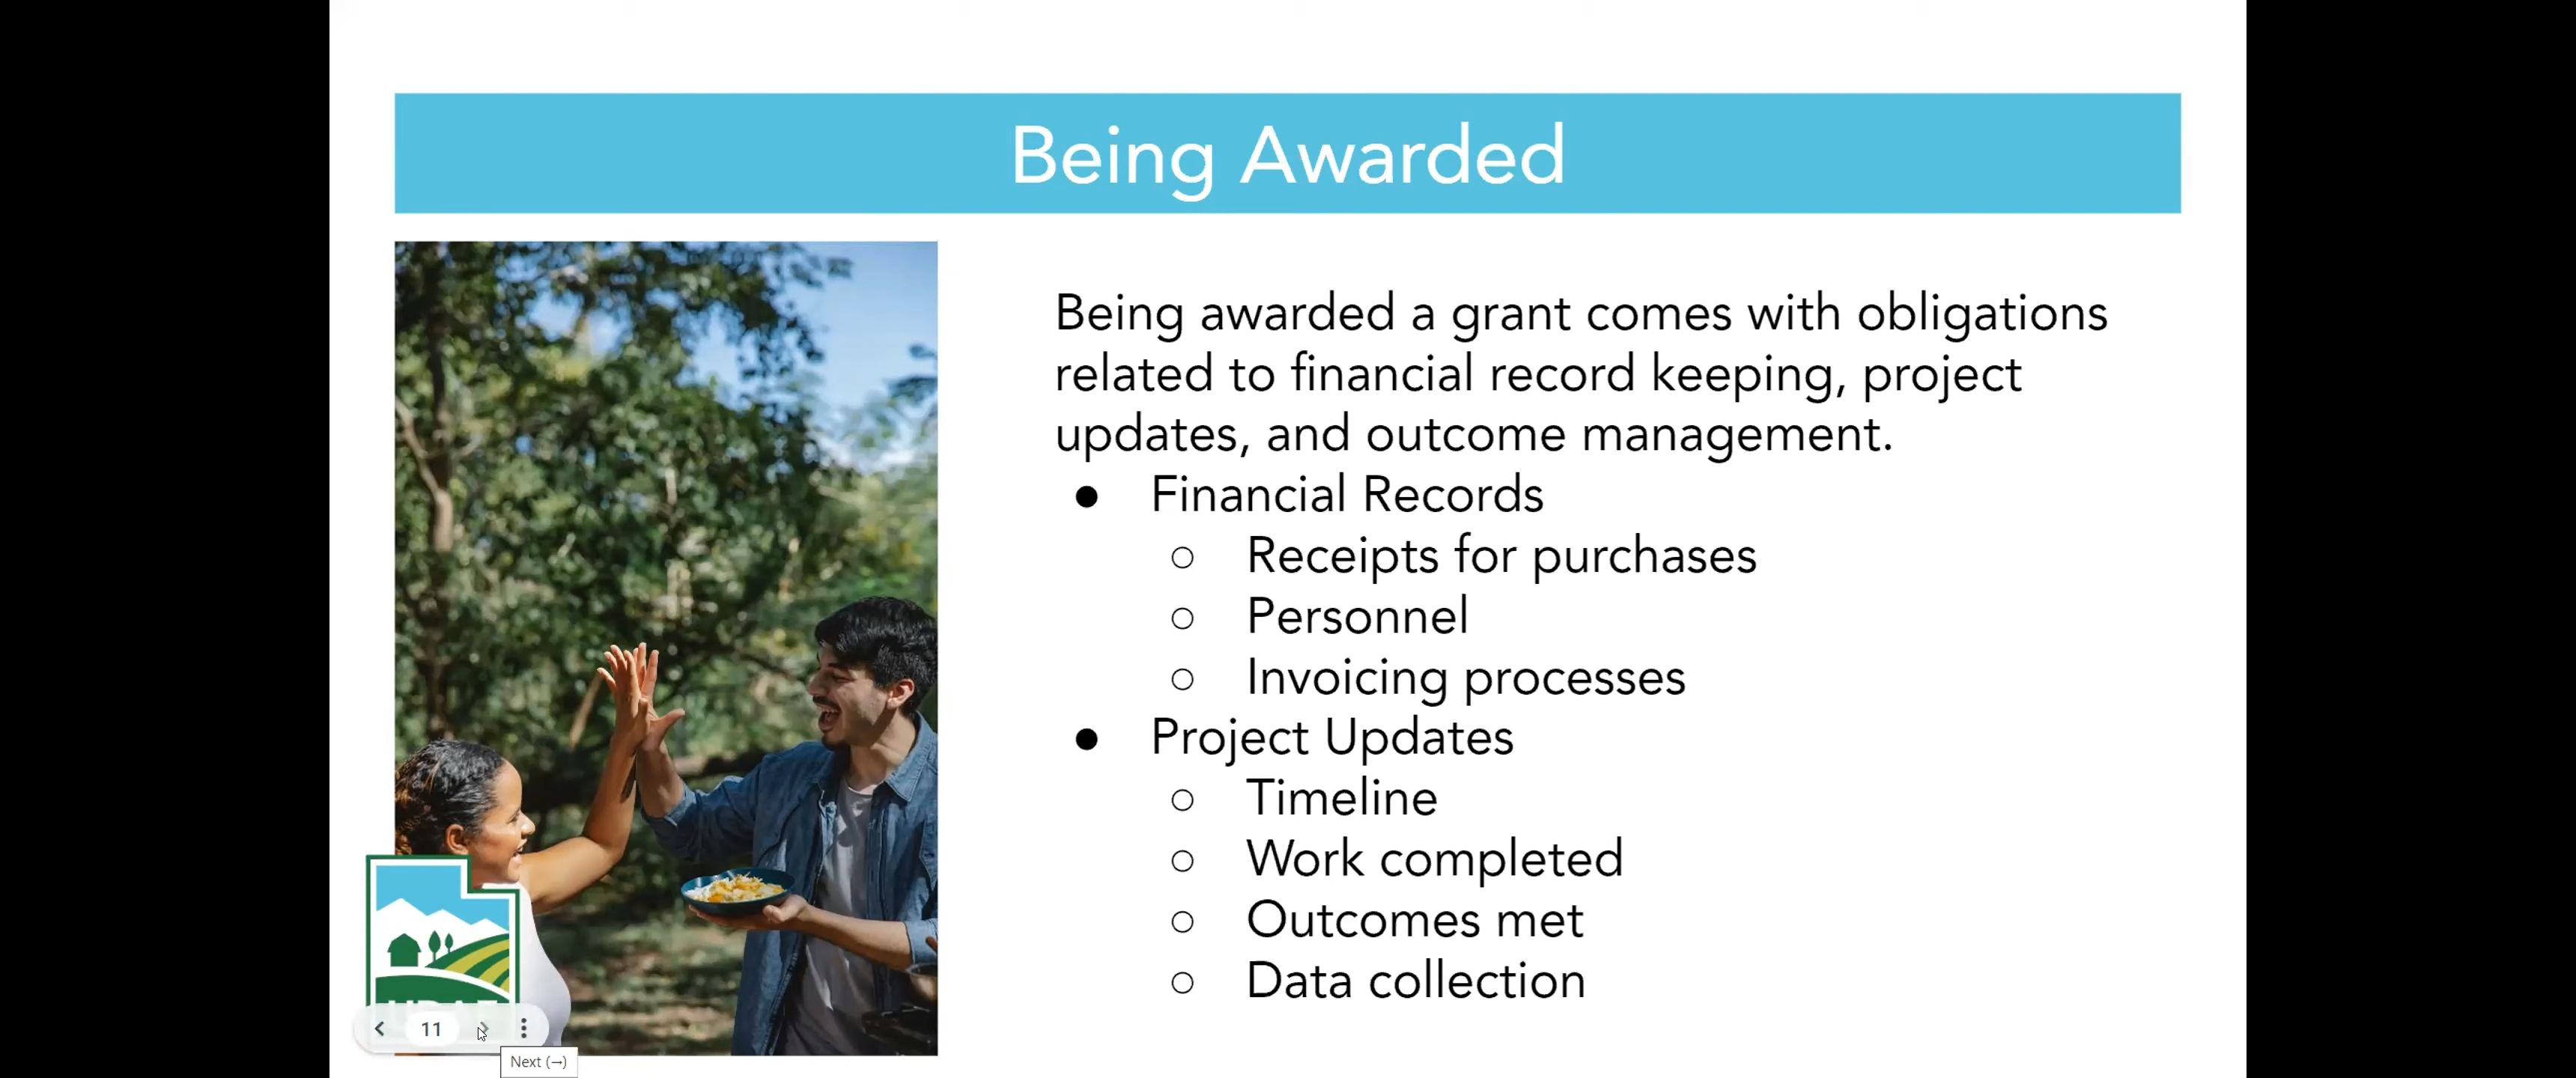 Being Awarded
Being awarded a grant comes with obligations
related to financial record keeping, project
updates, and outcome management.
● Financial Records
○ Receipts for purchases
○ Personnel
○ Invoicing processes
● Project Updates
○ Timeline
○ Work completed
○ Outcomes met
○ Data collection
11
Next (→)